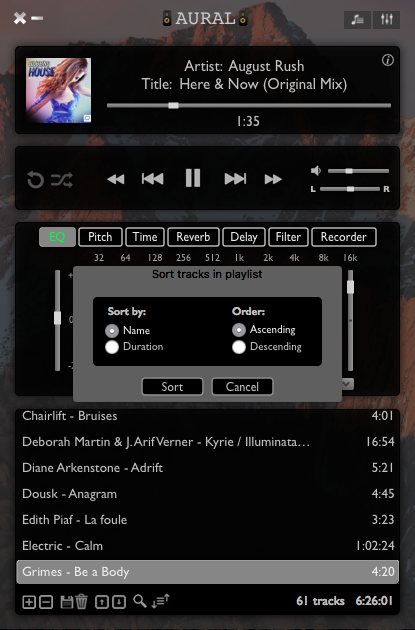 AURAL
HOUSE
Artist: August Rush
Title: Here & Now (Original Mix)
1:35
L R
EQ Pitch Time Reverb Delay Filter Recorder
32 64 128 256 512 1k 2k 4k 8k 16k
Sort tracks in playlist
Sort by: Order:
Name Ascending
Duration Descending
Sort Cancel
Chairlift - Bruises 4:01
Deborah Martin & J. Arif Verner - Kyrie / Illuminata... 16:54
Diane Arkenstone - Adrift 5:21
Dousk - Anagram 4:45
Edith Piaf - La foule 3:23
Electric - Calm 1:02:24
Grimes - Be a Body 4:20
61 tracks 6:26:01